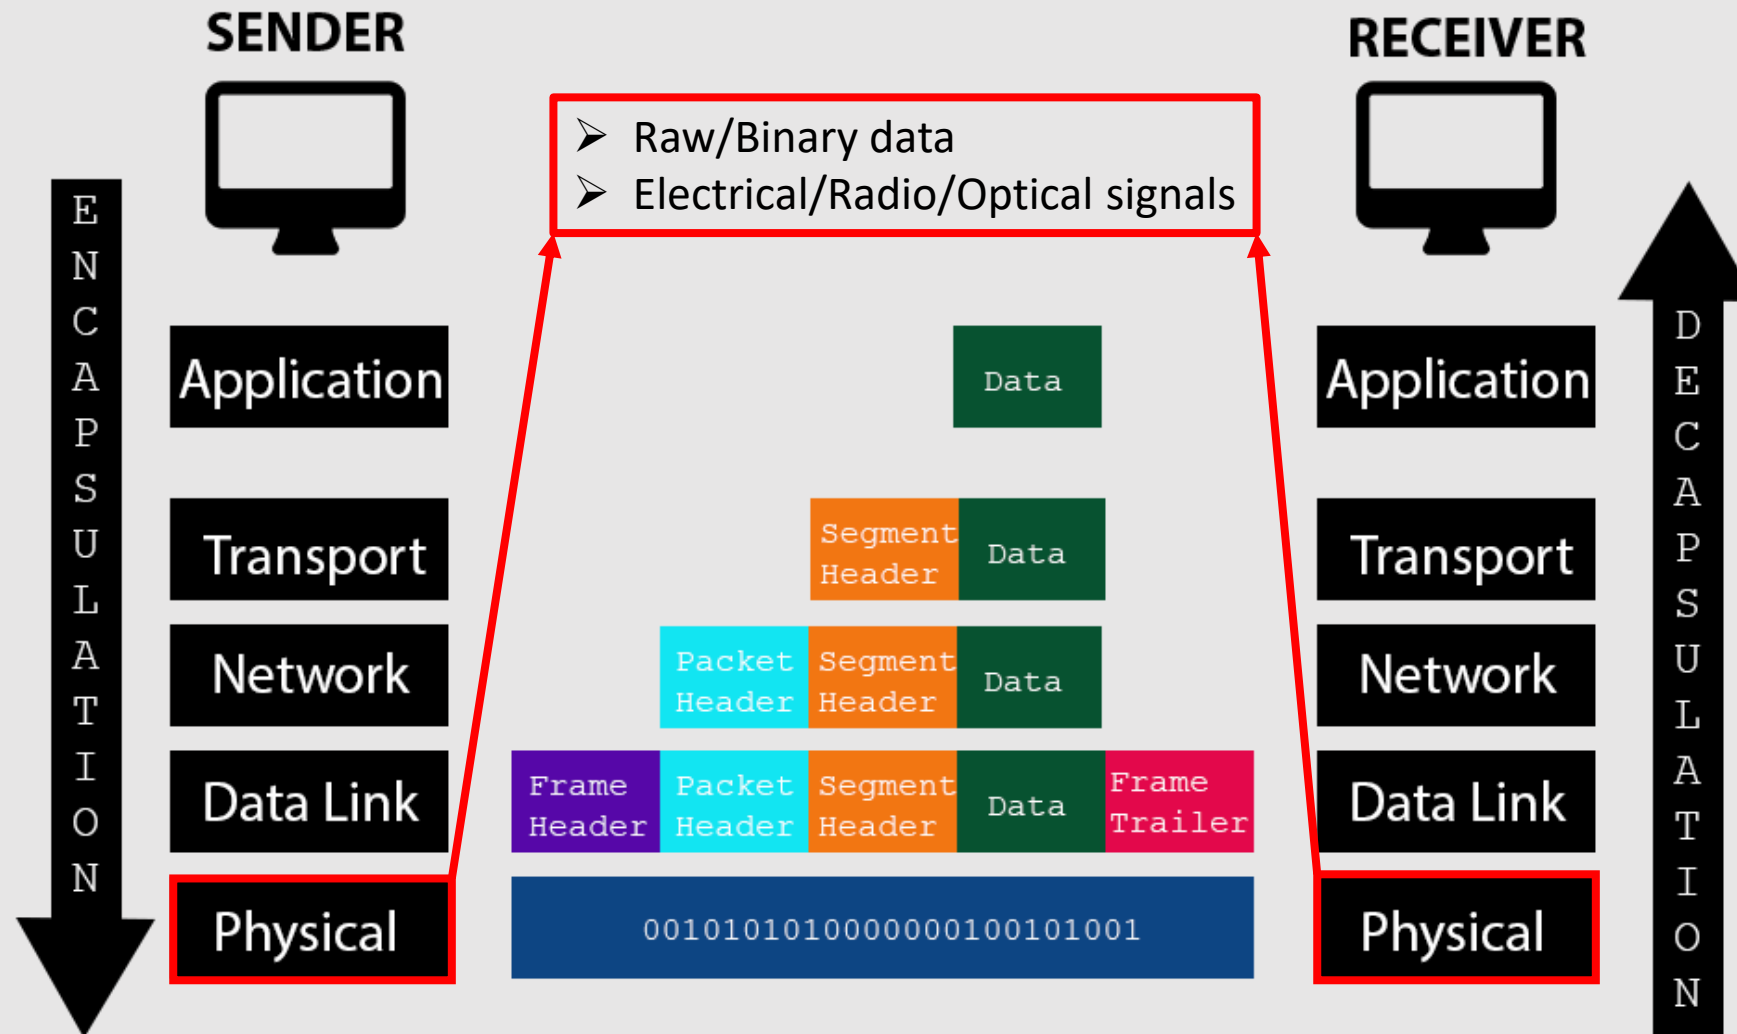 SENDER
RECEIVER
➢ Raw/Binary data
➢ Electrical/Radio/Optical signals
ENCAPSULATION
DECAPSULATION
Application
Data
Application
Transport
Segment
Header
Data
Transport
Network
Packet
Header
Segment
Header
Data
Network
Data Link
Frame
Header
Packet
Header
Segment
Header
Data
Frame
Trailer
Data Link
Physical
0010101010000000100101001
Physical